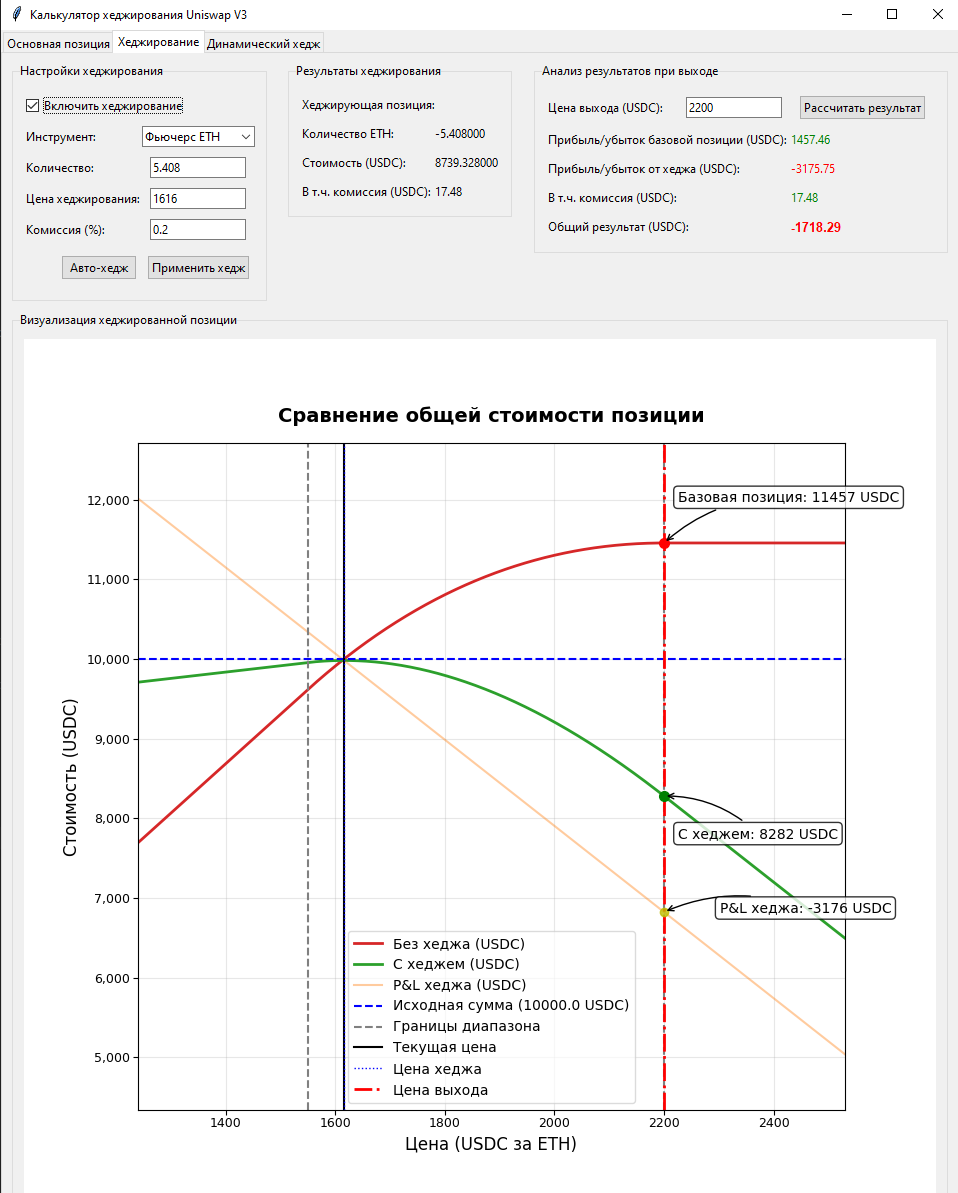 Калькулятор хеджирования Uniswap V3
Основная позиция Хеджирование Динамический хедж
Настройки хеджирования
Включить хеджирование
Инструмент: Фьючерс ETH
Количество: 5.408
Цена хеджирования: 1616
Комиссия (%): 0.2
Авто-хедж Применить хедж
Результаты хеджирования
Хеджирующая позиция:
Количество ETH: -5.408000
Стоимость (USDC): 8739.328000
В т.ч. комиссия (USDC): 17.48
Анализ результатов при выходе
Цена выхода (USDC): 2200 Рассчитать результат
Прибыль/убыток базовой позиции (USDC): 1457.46
Прибыль/убыток от хеджа (USDC): -3175.75
В т.ч. комиссия (USDC): 17.48
Общий результат (USDC): -1718.29
Визуализация хеджированной позиции
Сравнение общей стоимости позиции
Стоимость (USDC)
12,000
11,000
10,000
9,000
8,000
7,000
6,000
5,000
Базовая позиция: 11457 USDC
С хеджем: 8282 USDC
P&L хеджа: -3176 USDC
Без хеджа (USDC)
С хеджем (USDC)
P&L хеджа (USDC)
Исходная сумма (10000.0 USDC)
Границы диапазона
Текущая цена
Цена хеджа
Цена выхода
1400 1600 1800 2000 2200 2400
Цена (USDC за ETH)